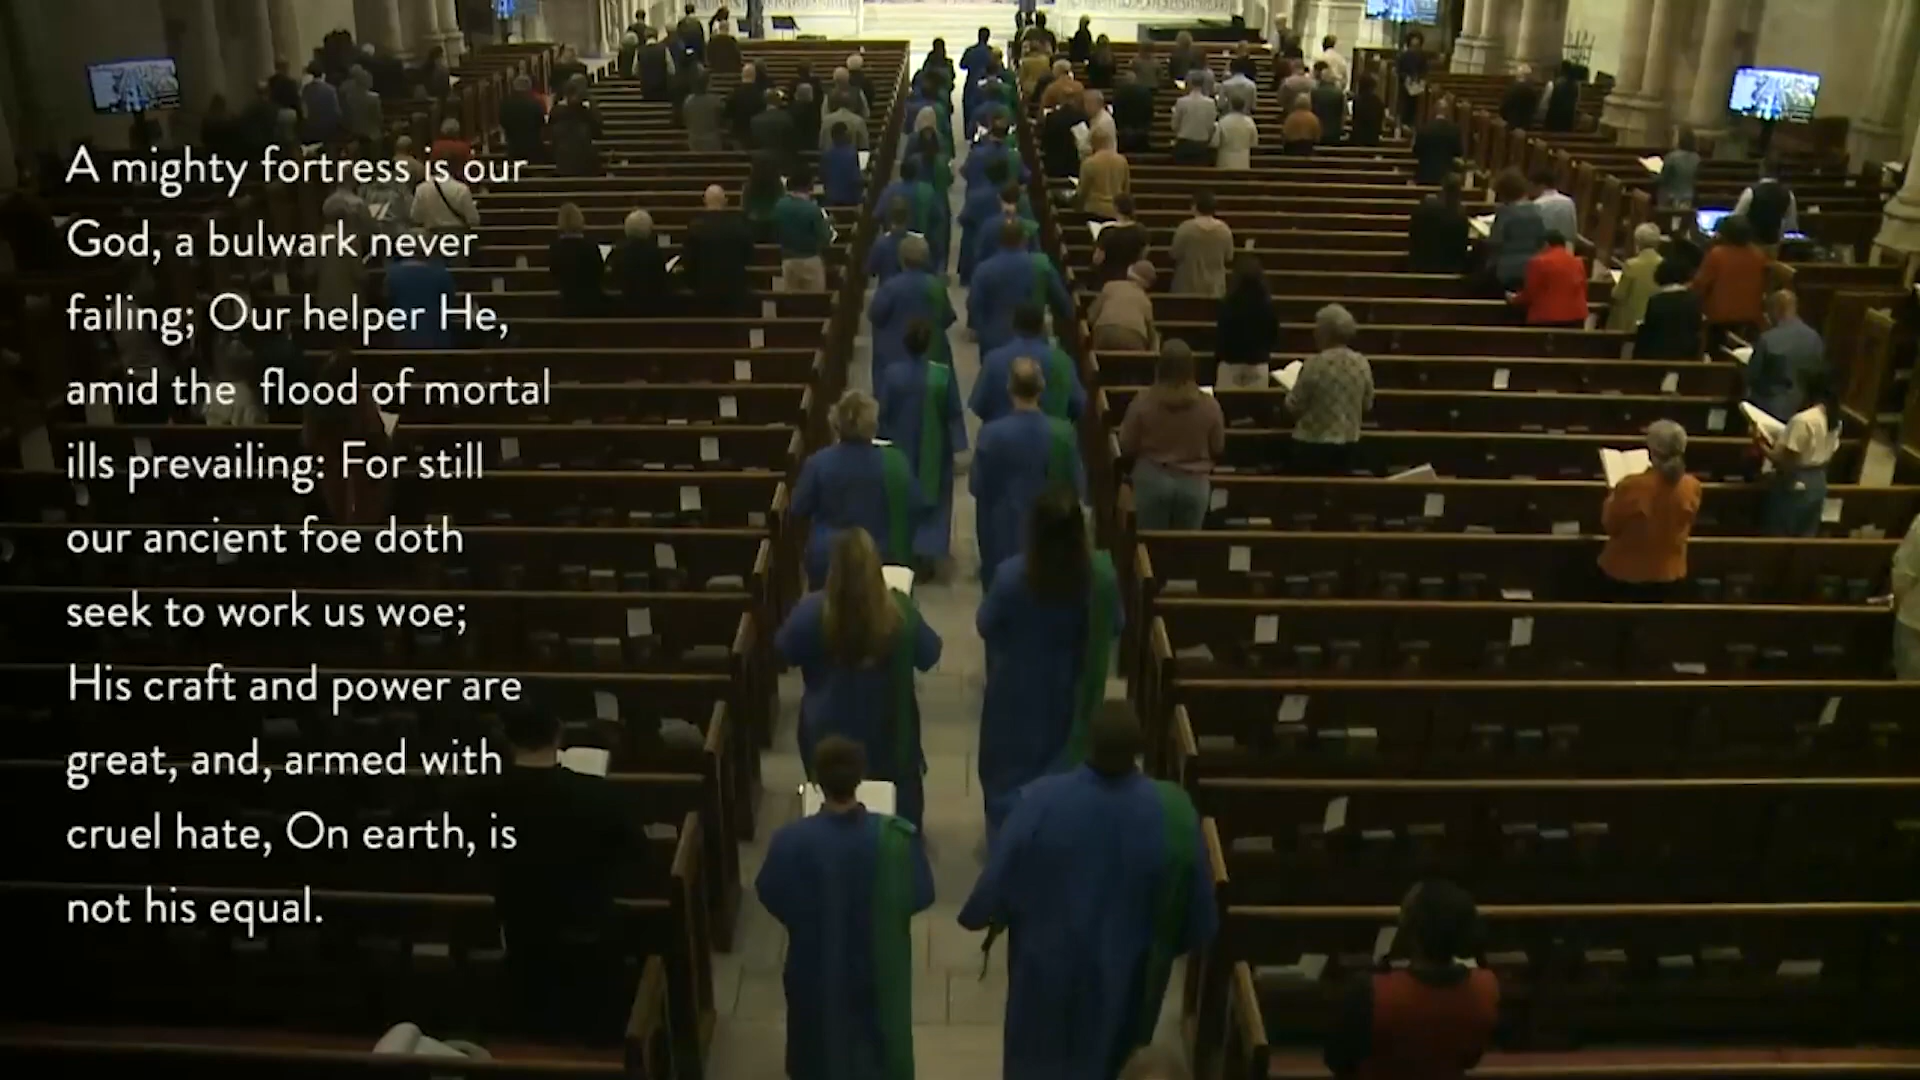 A mighty fortress is our
God, a bulwark never
failing; Our helper He,
amid the flood of mortal
ills prevailing: For still
our ancient foe doth
seek to work us woe;
His craft and power are
great, and, armed with
cruel hate, On earth, is
not his equal.